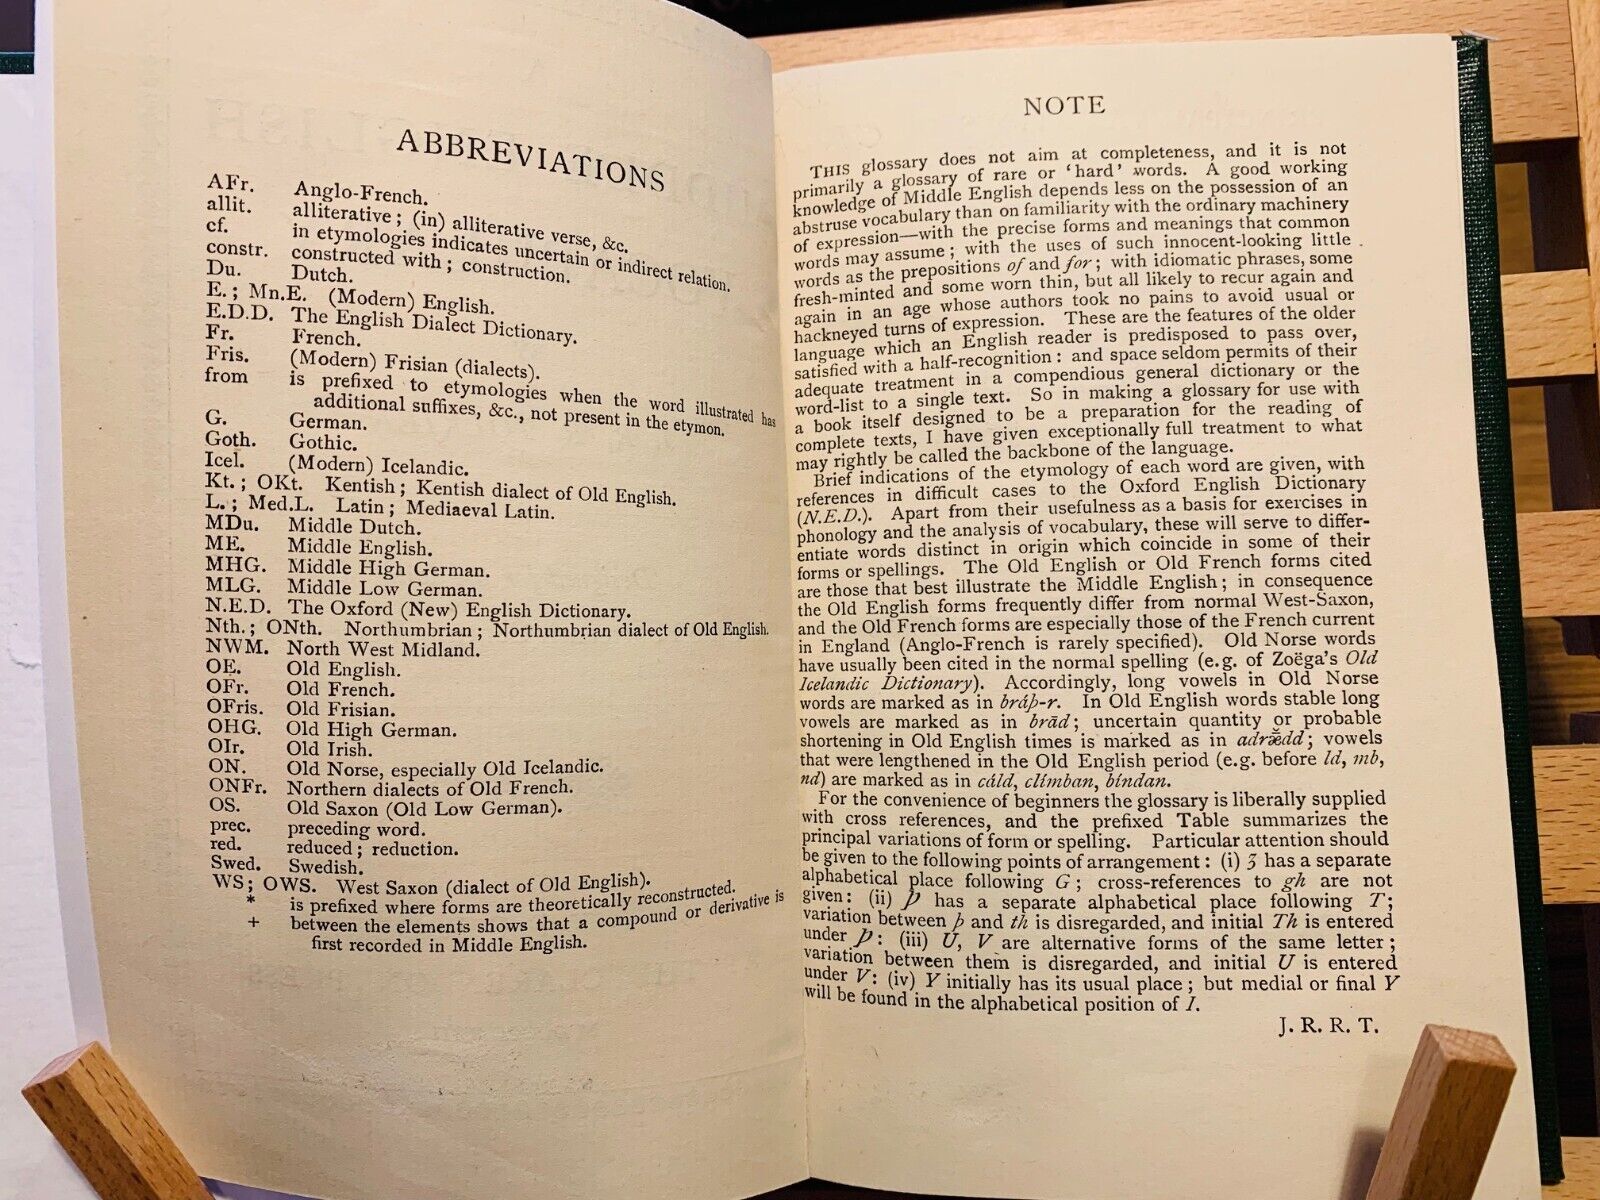 ABBREVIATIONS
AFr. Anglo-French.
allit. alliterative; (in) alliterative verse, &c.
cf. in etymologies indicates uncertain or indirect relation.
constr. constructed with; construction.
Du. Dutch.
E.; Mn.E. (Modern) English.
E.D.D. The English Dialect Dictionary.
Fr. French.
Fris. (Modern) Frisian (dialects).
from is prefixed to etymologies when the word illustrated has
additional suffixes, &c., not present in the etymon.
G. German.
Goth. Gothic.
Icel. (Modern) Icelandic.
Kt.; OKt. Kentish; Kentish dialect of Old English.
L.; Med.L. Latin; Mediaeval Latin.
MDu. Middle Dutch.
ME. Middle English.
MHG. Middle High German.
MLG. Middle Low German.
N.E.D. The Oxford (New) English Dictionary.
Nth.; ONth. Northumbrian; Northumbrian dialect of Old English.
NWM. North West Midland.
OE. Old English.
OFr. Old French.
OFris. Old Frisian.
OHG. Old High German.
OIr. Old Irish.
ON. Old Norse, especially Old Icelandic.
ONFr. Northern dialects of Old French.
OS. Old Saxon (Old Low German).
prec. preceding word.
red. reduced; reduction.
Swed. Swedish.
WS; OWS. West Saxon (dialect of Old English).
* is prefixed where forms are theoretically reconstructed.
+ between the elements shows that a compound or derivative is
first recorded in Middle English.
NOTE
THIS glossary does not aim at completeness, and it is not
primarily a glossary of rare or ‘hard’ words. A good working
knowledge of Middle English depends less on the possession of an
abstruse vocabulary than on familiarity with the ordinary machinery
of expression—with the precise forms and meanings that common
words may assume; with the uses of such innocent-looking little
words as the prepositions of and for; with idiomatic phrases, some
fresh-minted and some worn thin, but all likely to recur again and
again in an age whose authors took no pains to avoid usual or
hackneyed turns of expression. These are the features of the older
language which an English reader is predisposed to pass over,
satisfied with a half-recognition: and space seldom permits of their
adequate treatment in a compendious general dictionary or the
word-list to a single text. So in making a glossary for use with
a book itself designed to be a preparation for the reading of
complete texts, I have given exceptionally full treatment to what
may rightly be called the backbone of the language.
Brief indications of the etymology of each word are given, with
references in difficult cases to the Oxford English Dictionary
(N.E.D.). Apart from their usefulness as a basis for exercises in
phonology and the analysis of vocabulary, these will serve to differ-
entiate words distinct in origin which coincide in some of their
forms or spellings. The Old English or Old French forms cited
are those that best illustrate the Middle English; in consequence
the Old English forms frequently differ from normal West-Saxon,
and the Old French forms are especially those of the French current
in England (Anglo-French is rarely specified). Old Norse words
have usually been cited in the normal spelling (e.g. of Zoëga's Old
Icelandic Dictionary). Accordingly, long vowels in Old Norse
words are marked as in bráþ-r. In Old English words stable long
vowels are marked as in brād; uncertain quantity or probable
shortening in Old English times is marked as in adrǣ̆dd; vowels
that were lengthened in the Old English period (e.g. before ld, mb,
nd) are marked as in cáld, clímban, bíndan.
For the convenience of beginners the glossary is liberally supplied
with cross references, and the prefixed Table summarizes the
principal variations of form or spelling. Particular attention should
be given to the following points of arrangement: (i) ȝ has a separate
alphabetical place following G; cross-references to gh are not
given: (ii) Þ has a separate alphabetical place following T;
variation between þ and th is disregarded, and initial Th is entered
under Þ: (iii) U, V are alternative forms of the same letter;
variation between them is disregarded, and initial U is entered
under V: (iv) Y initially has its usual place; but medial or final Y
will be found in the alphabetical position of I.
J. R. R. T.